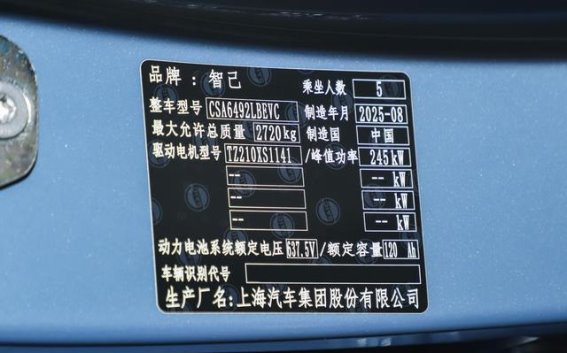 品牌：智己 乘坐人数 5
整车型号 CSA6492LBEVC 制造年月 2025-08
最大允许总质量 2720kg 制造国 中国
驱动电机型号 TZ210XS1141 /峰值功率 245kW
-- -- kW
-- -- kW
-- -- kW
动力电池系统额定电压 637.5V /额定容量 120 Ah
车辆识别代号
生产厂名:上海汽车集团股份有限公司